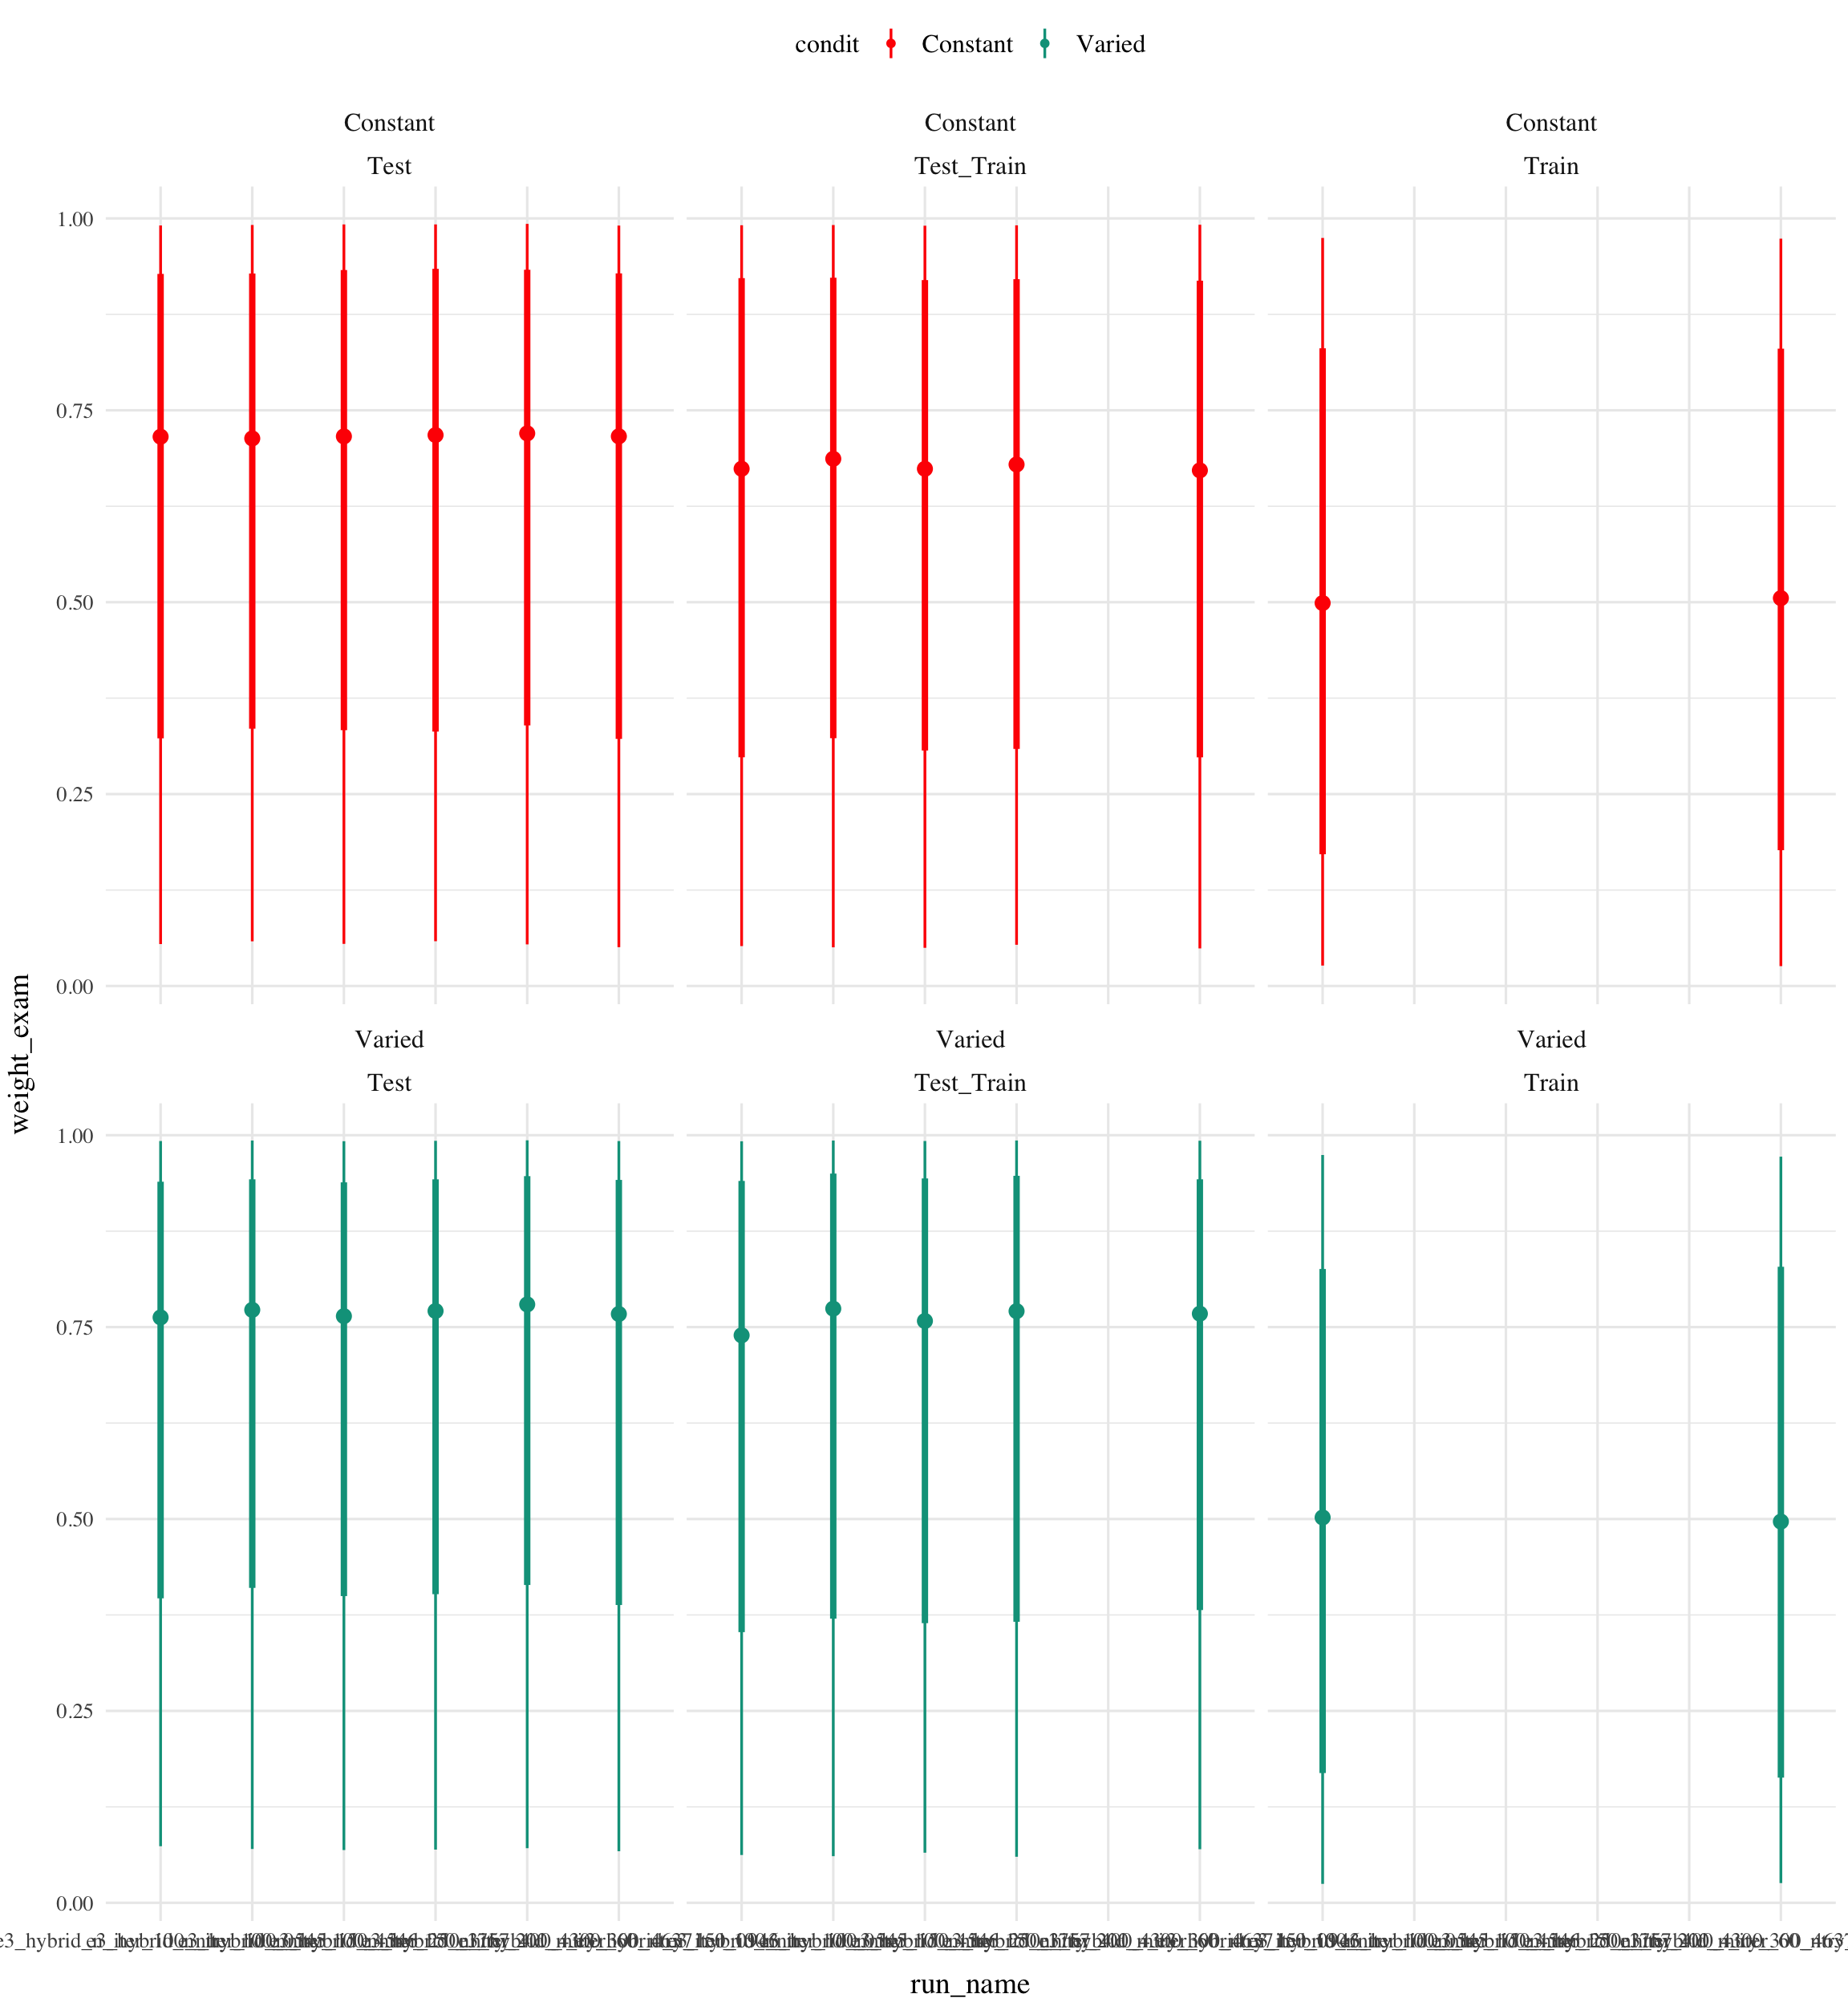 condit Constant Varied
Constant Constant Constant
Test Test_Train Train
1.00
0.75
0.50
0.25
0.00
Varied Varied Varied
Test Test_Train Train
1.00
0.75
0.50
0.25
0.00
weight_exam
run_name